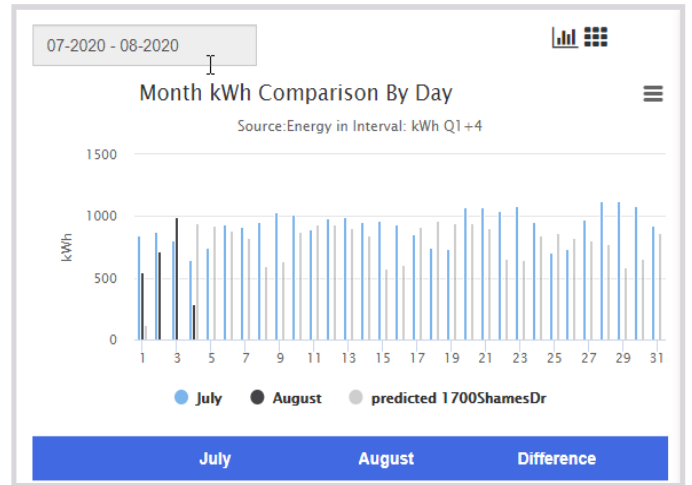 07-2020 - 08-2020
Month kWh Comparison By Day
Source:Energy in Interval: kWh Q1+4
1500
1000
500
0
kWh
1 3 5 7 9 11 13 15 17 19 21 23 25 27 29 31
July August predicted 1700ShamesDr
July August Difference